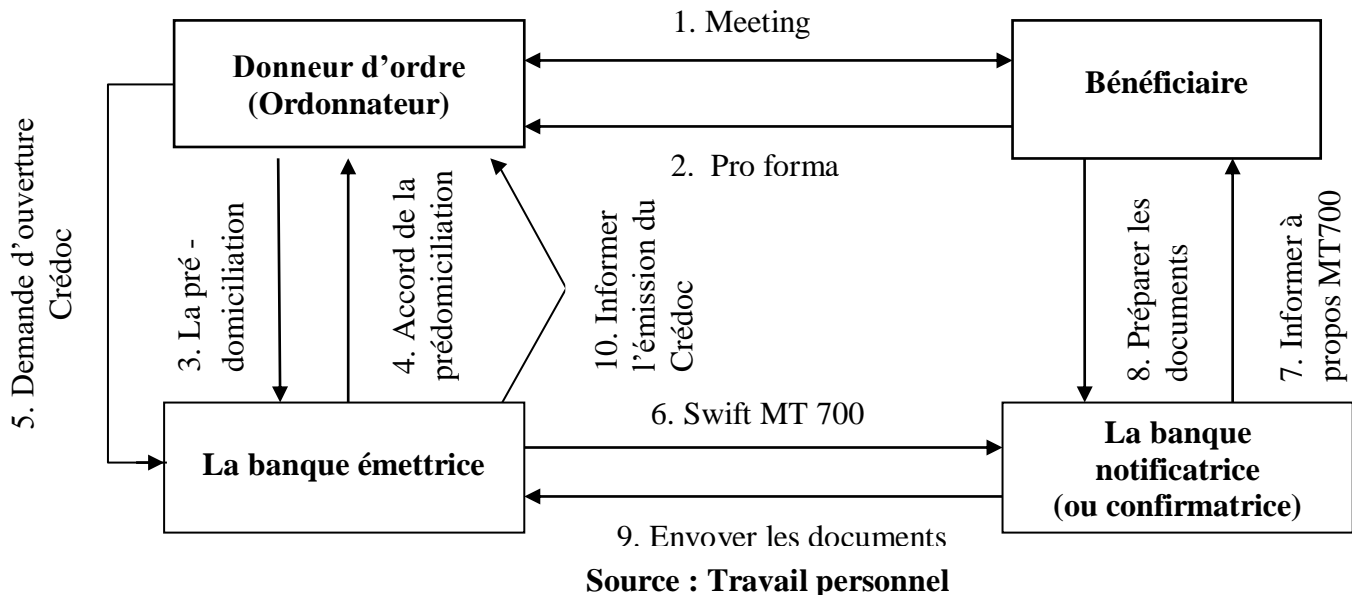 1. Meeting
Donneur d’ordre
(Ordonnateur)
Bénéficiaire
2. Pro forma
5. Demande d’ouverture
Crédoc
3. La pré -
domiciliation
4. Accord de la
prédomiciliation
10. Informer
l’émission du
Crédoc
8. Préparer les
documents
7. Informer à
propos MT700
6. Swift MT 700
La banque émettrice
La banque
notificatrice
(ou confirmatrice)
9. Envoyer les documents
Source : Travail personnel